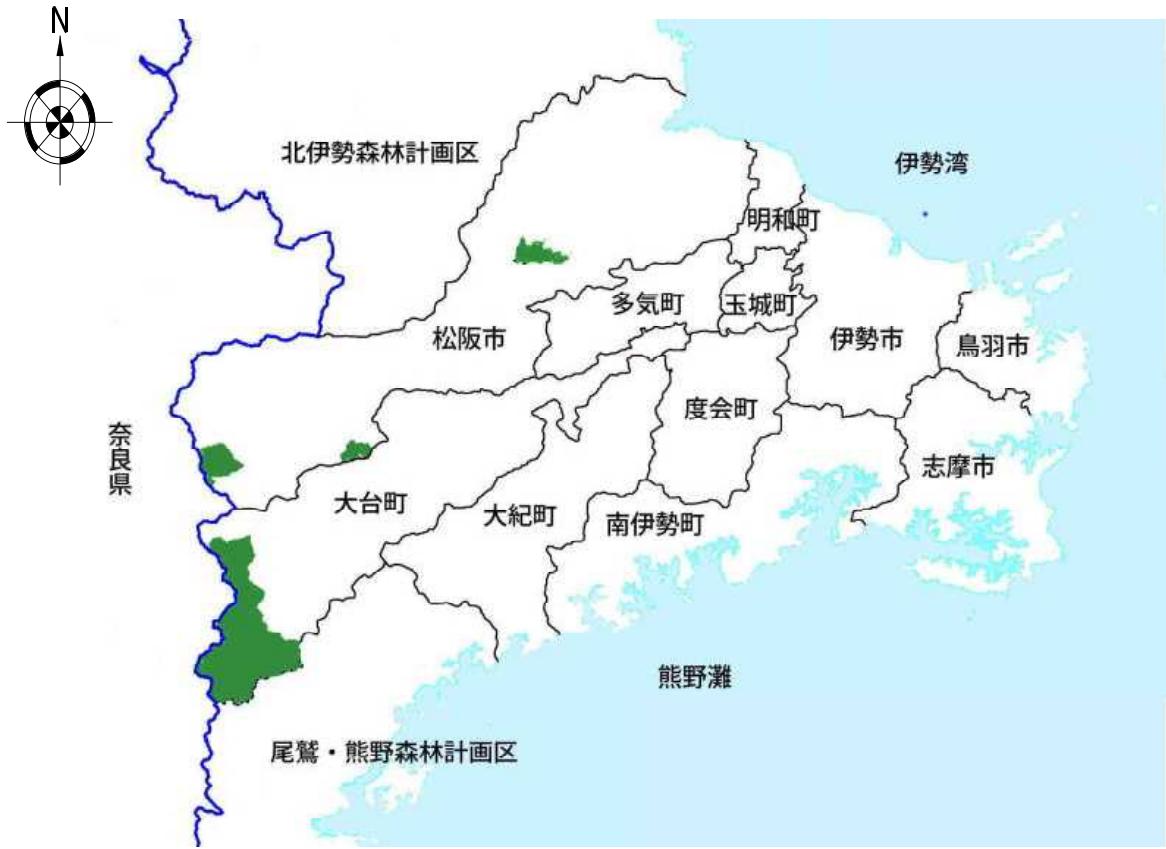 N
北伊勢森林計画区
伊勢湾
明和町
多気町
玉城町
松阪市
伊勢市
鳥羽市
度会町
奈良県
志摩市
大台町
大紀町
南伊勢町
熊野灘
尾鷲・熊野森林計画区